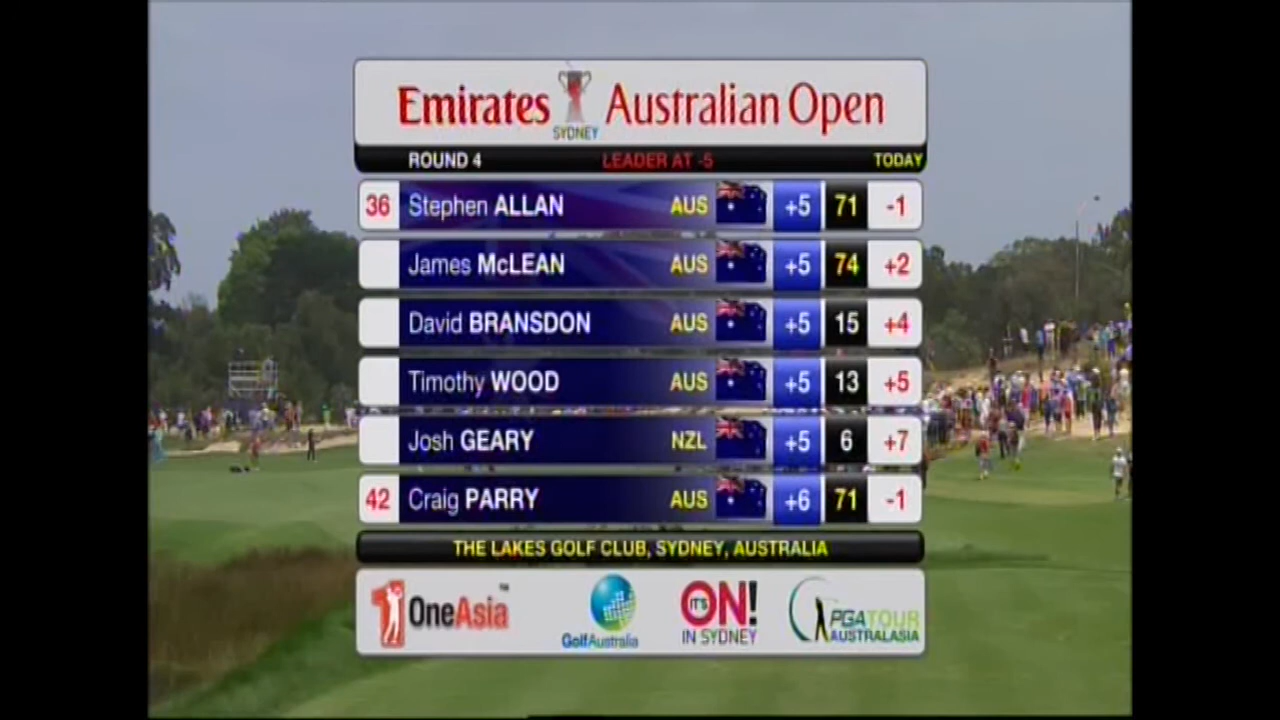 Emirates Australian Open
SYDNEY
ROUND 4 LEADER AT -5 TODAY
36 Stephen ALLAN AUS +5 71 -1
James McLEAN AUS +5 74 +2
David BRANSDON AUS +5 15 +4
Timothy WOOD AUS +5 13 +5
Josh GEARY NZL +5 6 +7
42 Craig PARRY AUS +6 71 -1
THE LAKES GOLF CLUB, SYDNEY, AUSTRALIA
1 OneAsia™
GolfAustralia
IT'S ON!
IN SYDNEY
PGA TOUR
AUSTRALASIA